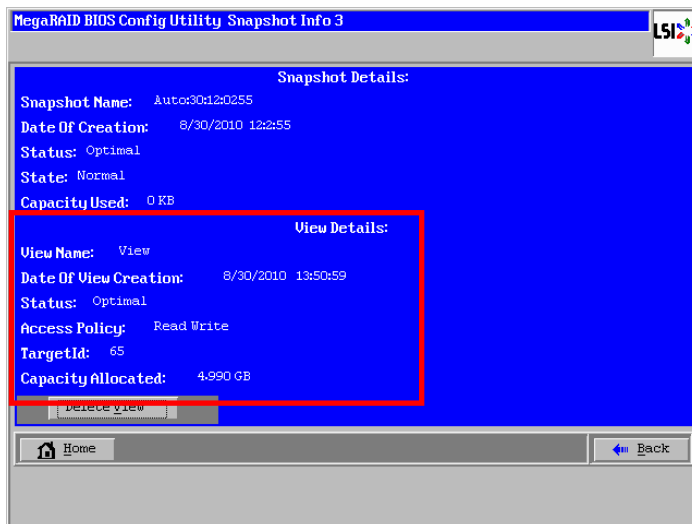 MegaRAID BIOS Config Utility Snapshot Info 3
LSI
Snapshot Details:
Snapshot Name: Auto:30:12:0255
Date Of Creation: 8/30/2010 12:2:55
Status: Optimal
State: Normal
Capacity Used: 0 KB
View Details:
View Name: View
Date Of View Creation: 8/30/2010 13:50:59
Status: Optimal
Access Policy: Read Write
TargetId: 65
Capacity Allocated: 4.990 GB
Delete View
Home
Back